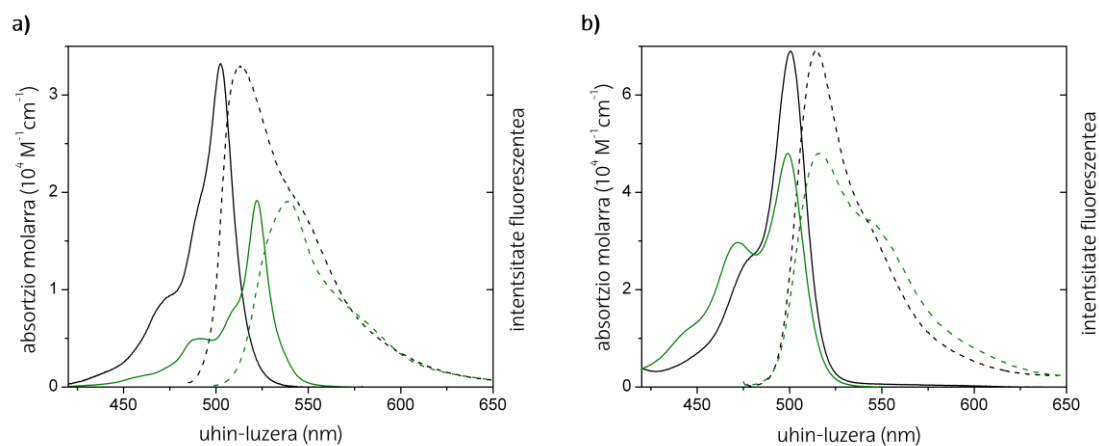 a)
absortzio molarra (10⁴ M⁻¹cm⁻¹)
3
2
1
0
450 500 550 600 650
uhin-luzera (nm)
intentsitate fluoreszentea
b)
absortzio molarra (10⁴ M⁻¹cm⁻¹)
6
4
2
0
450 500 550 600 650
uhin-luzera (nm)
intentsitate fluoreszentea